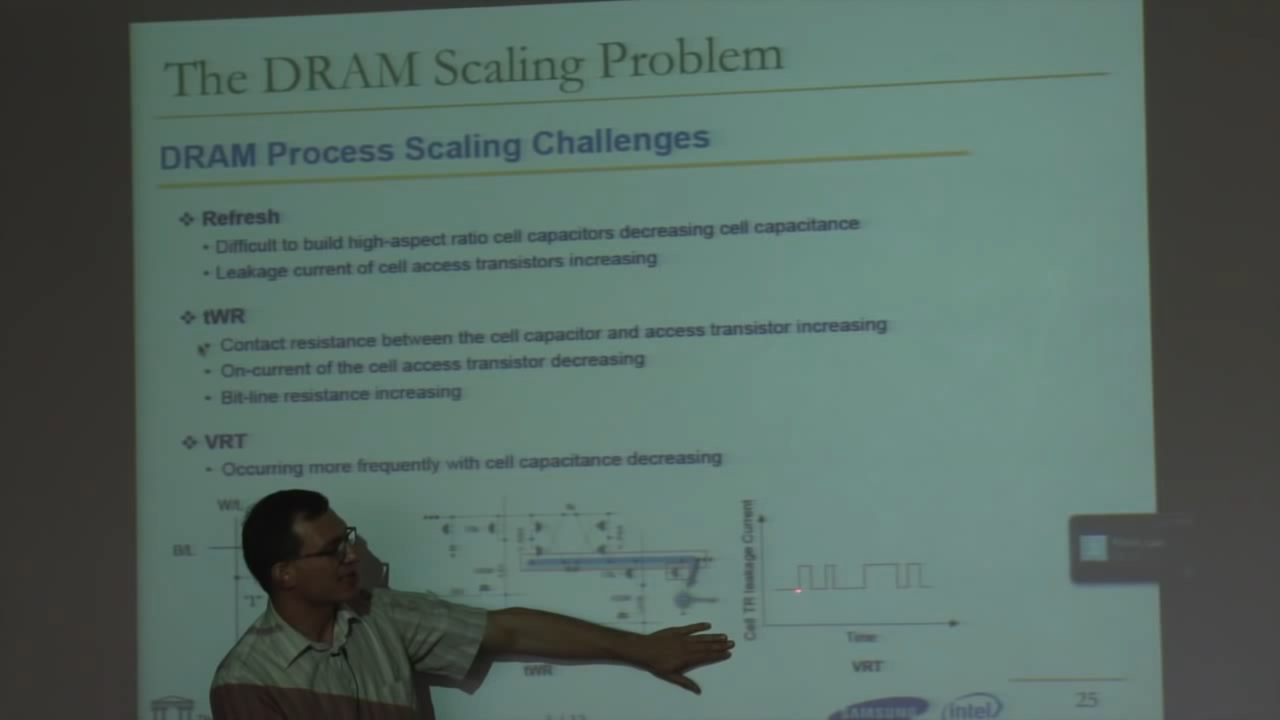 The DRAM Scaling Problem
DRAM Process Scaling Challenges
❖ Refresh
• Difficult to build high-aspect ratio cell capacitors decreasing cell capacitance
• Leakage current of cell access transistors increasing
❖ tWR
• Contact resistance between the cell capacitor and access transistor increasing
• On-current of the cell access transistor decreasing
• Bit-line resistance increasing
❖ VRT
• Occurring more frequently with cell capacitance decreasing
W/L
B/L
tWR
Cell TR leakage Current
Time
VRT
SAMSUNG
intel
25